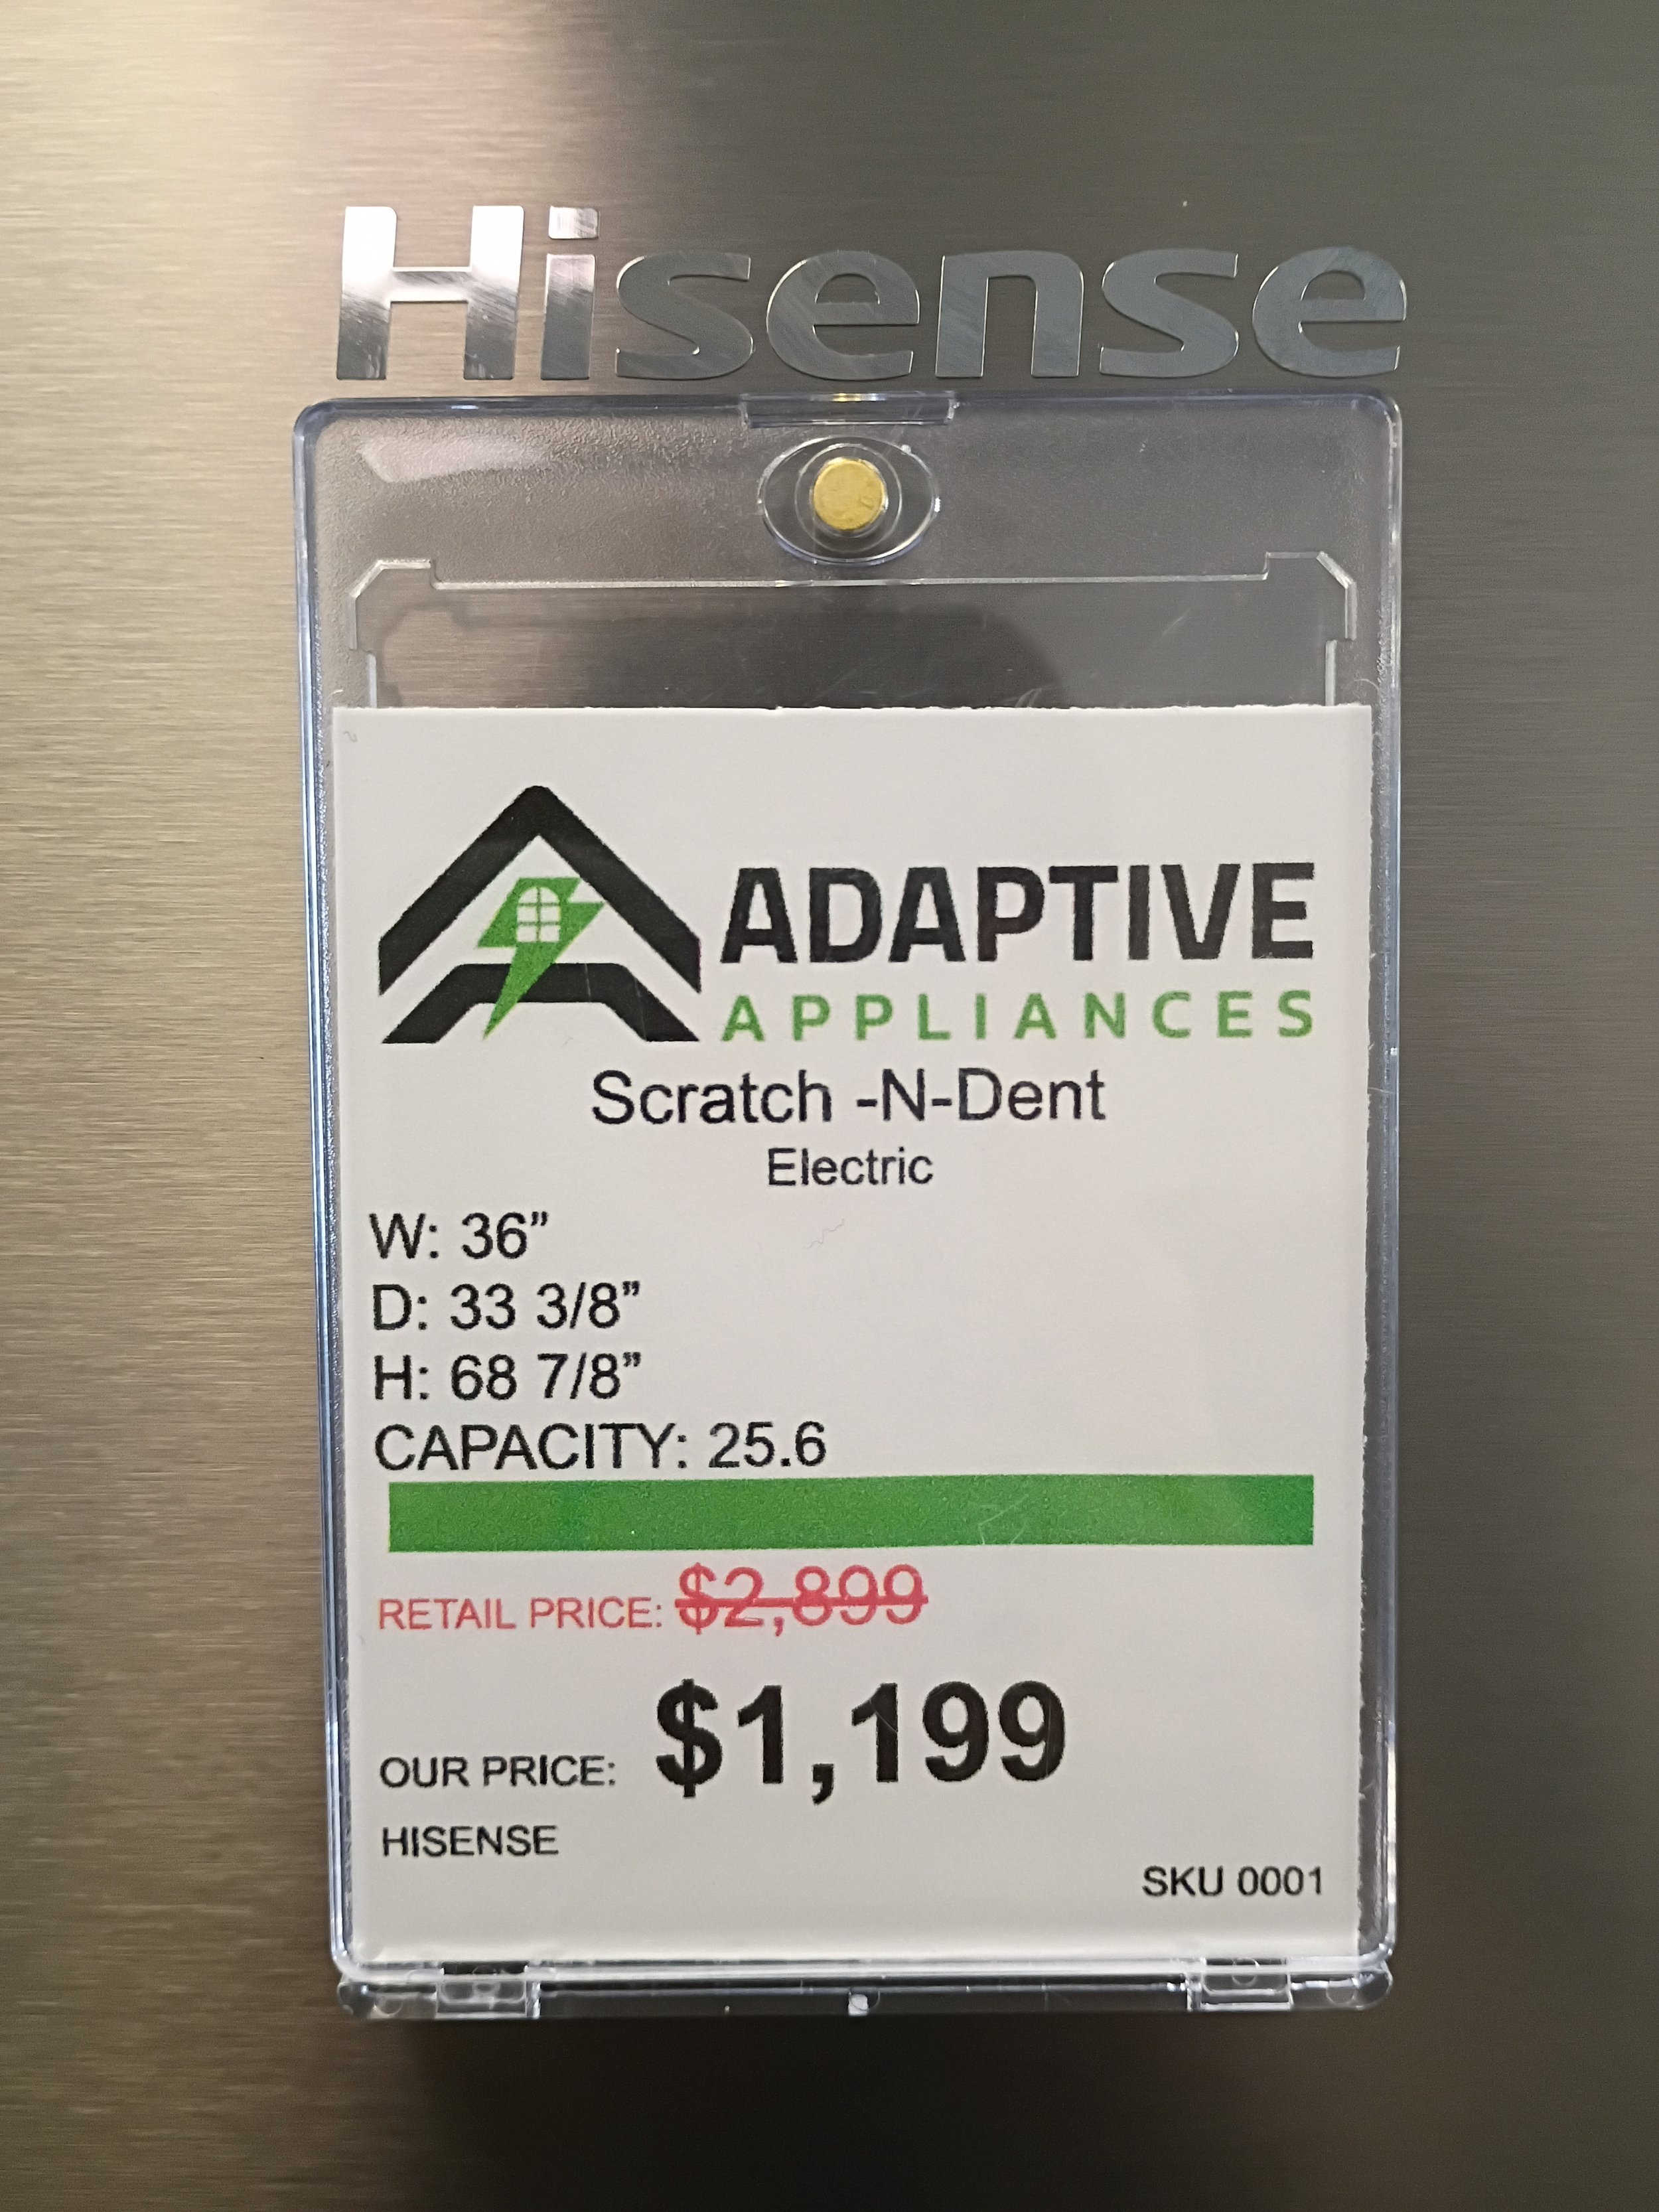 Hisense
ADAPTIVE
APPLIANCES
Scratch -N-Dent
Electric
W: 36”
D: 33 3/8”
H: 68 7/8”
CAPACITY: 25.6
RETAIL PRICE: $2,899
OUR PRICE: $1,199
HISENSE
SKU 0001